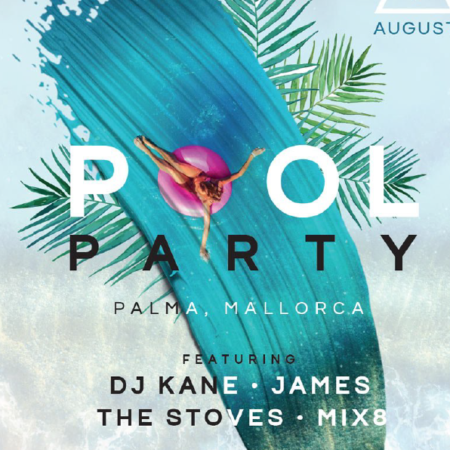 AUGUST
POOL
PARTY
PALMA, MALLORCA
FEATURING
DJ KANE • JAMES
THE STOVES • MIX8